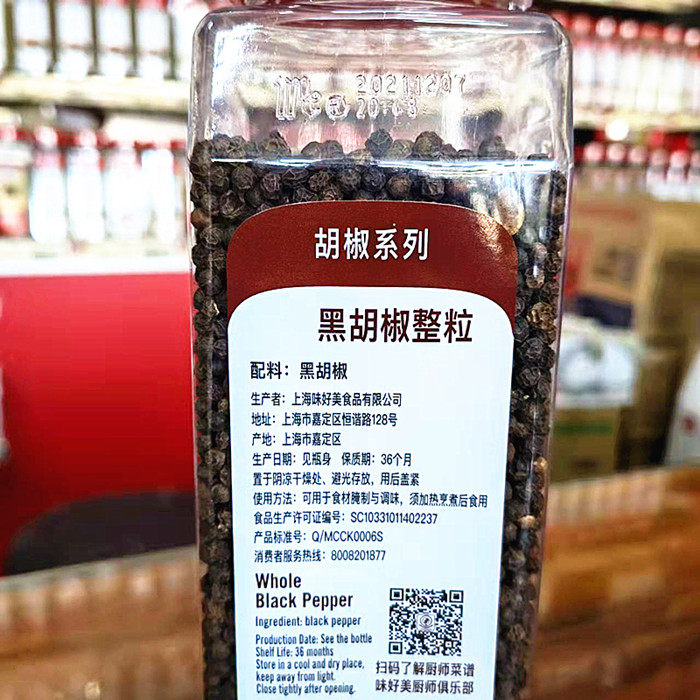 20211207
胡椒系列
黑胡椒整粒
配料：黑胡椒
生产者：上海味好美食品有限公司
地址：上海市嘉定区恒谐路128号
产地：上海市嘉定区
生产日期：见瓶身 保质期：36个月
置于阴凉干燥处、避光存放，用后盖紧
使用方法：可用于食材腌制与调味，须加热烹煮后食用
食品生产许可证编号：SC10331011402237
产品标准号：Q/MCCK0006S
消费者服务热线：8008201877
Whole
Black Pepper
Ingredient: black pepper
Production Date: See the bottle
Shelf Life: 36 months
Store in a cool and dry place,
keep away from light.
Close tightly after opening.
扫码了解厨师菜谱
味好美厨师俱乐部